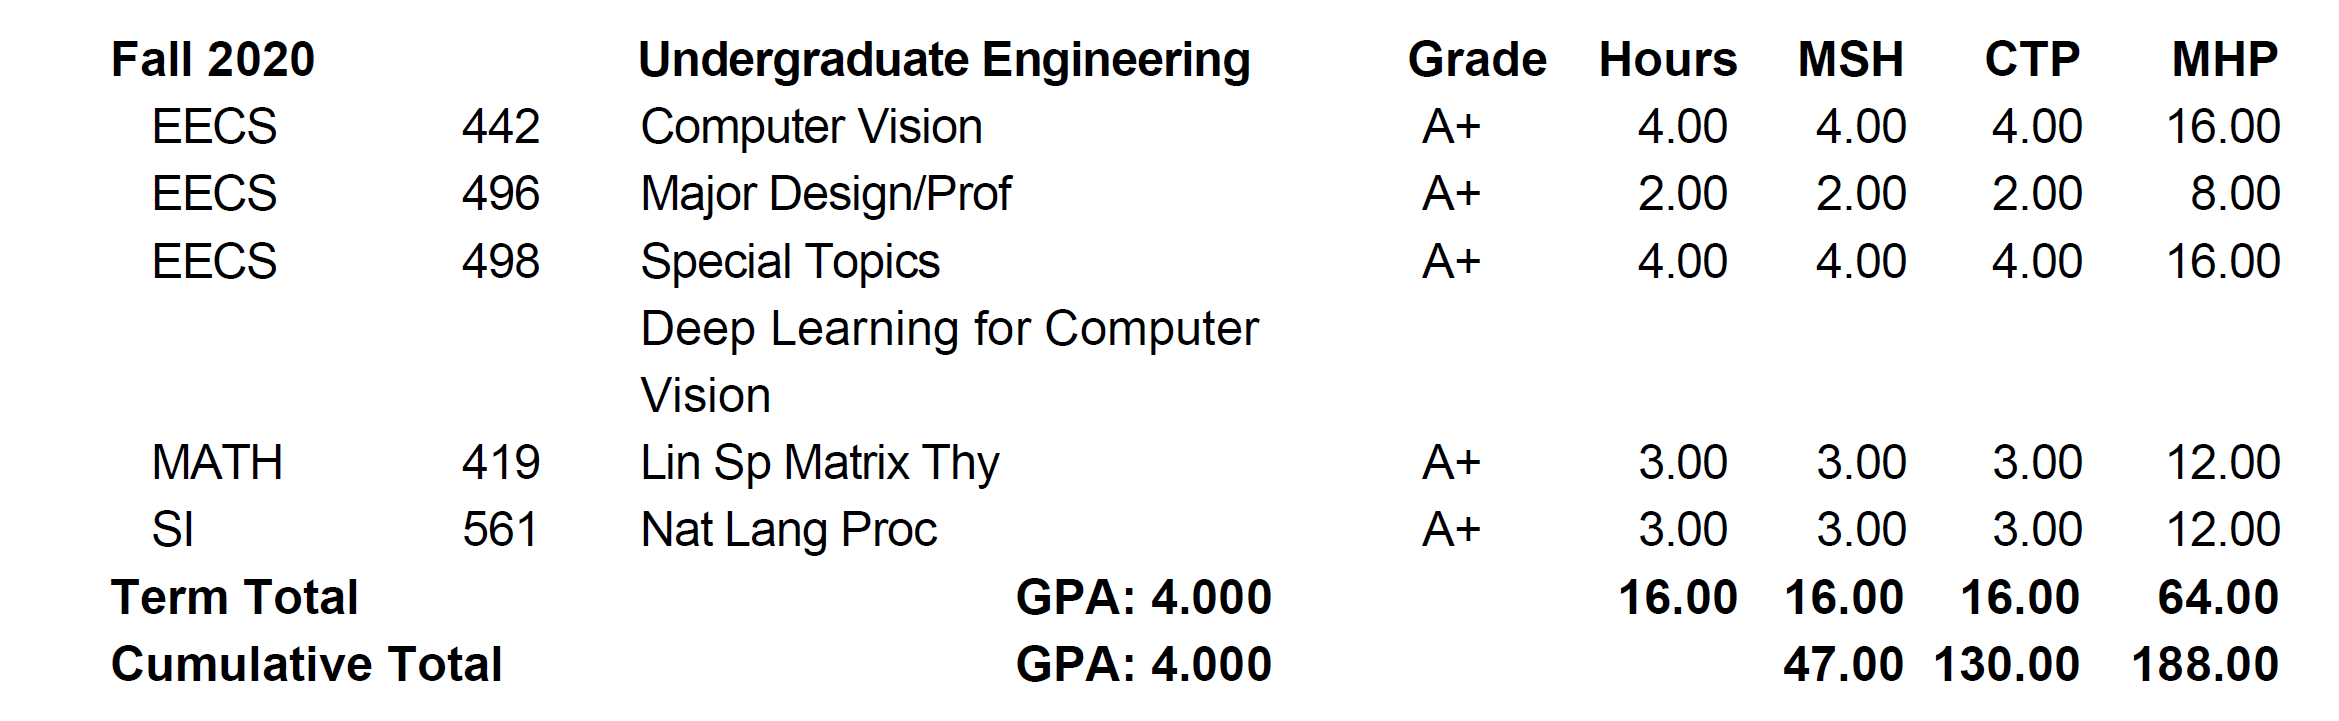 Fall 2020 Undergraduate Engineering Grade Hours MSH CTP MHP
EECS 442 Computer Vision A+ 4.00 4.00 4.00 16.00
EECS 496 Major Design/Prof A+ 2.00 2.00 2.00 8.00
EECS 498 Special Topics A+ 4.00 4.00 4.00 16.00
Deep Learning for Computer
Vision
MATH 419 Lin Sp Matrix Thy A+ 3.00 3.00 3.00 12.00
SI 561 Nat Lang Proc A+ 3.00 3.00 3.00 12.00
Term Total GPA: 4.000 16.00 16.00 16.00 64.00
Cumulative Total GPA: 4.000 47.00 130.00 188.00